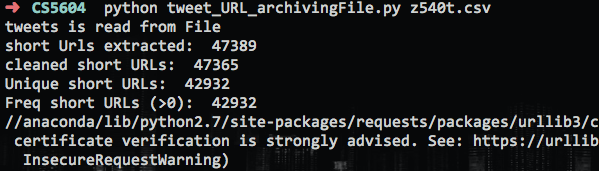 ➜ CS5604 python tweet_URL_archivingFile.py z540t.csv
tweets is read from File
short Urls extracted: 47389
cleaned short URLs: 47365
Unique short URLs: 42932
Freq short URLs (>0): 42932
//anaconda/lib/python2.7/site-packages/requests/packages/urllib3/c
certificate verification is strongly advised. See: https://urllib
InsecureRequestWarning)